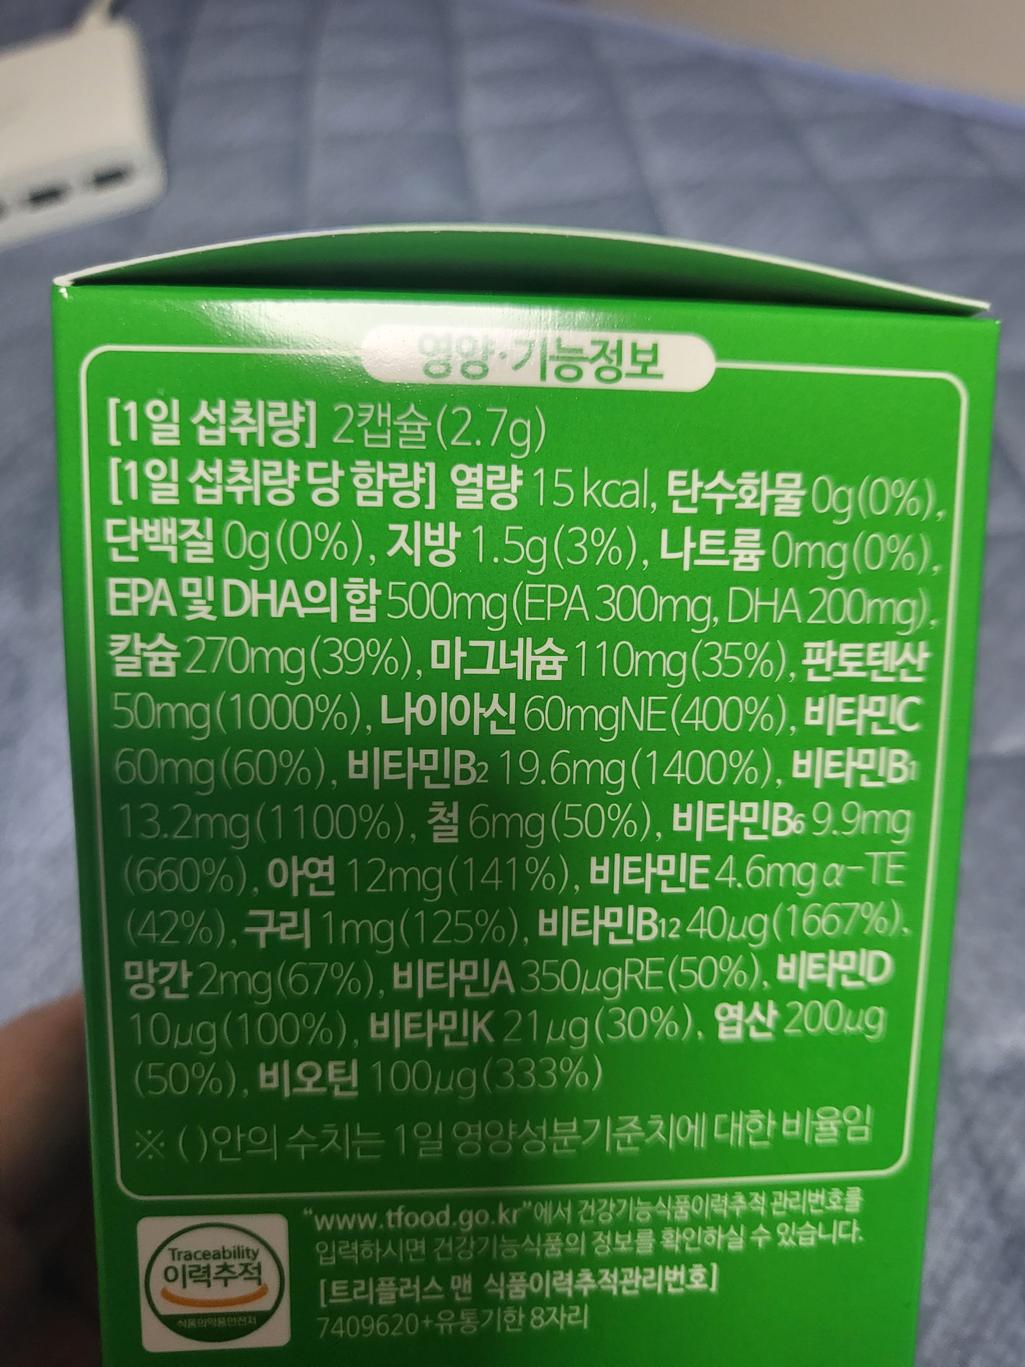 영양·기능정보
[1일 섭취량] 2캡슐(2.7g)
[1일 섭취량 당 함량] 열량 15 kcal, 탄수화물 0g(0%),
단백질 0g(0%), 지방 1.5g(3%), 나트륨 0mg(0%),
EPA 및 DHA의 합 500mg(EPA 300mg, DHA 200mg),
칼슘 270mg(39%), 마그네슘 110mg(35%), 판토텐산
50mg(1000%), 나이아신 60mgNE(400%), 비타민C
60mg(60%), 비타민B2 19.6mg(1400%), 비타민B1
13.2mg(1100%), 철 6mg(50%), 비타민B6 9.9mg
(660%), 아연 12mg(141%), 비타민E 4.6mg α-TE
(42%), 구리 1mg(125%), 비타민B12 40µg(1667%),
망간 2mg(67%), 비타민A 350µgRE(50%), 비타민D
10µg(100%), 비타민K 21µg(30%), 엽산 200µg
(50%), 비오틴 100µg(333%)
※ ( )안의 수치는 1일 영양성분기준치에 대한 비율임
"www.tfood.go.kr"에서 건강기능식품이력추적 관리번호를
입력하시면 건강기능식품의 정보를 확인하실 수 있습니다.
[트리플러스 맨 식품이력추적관리번호]
7409620+유통기한 8자리
Traceability
이력추적
식품의약품안전처